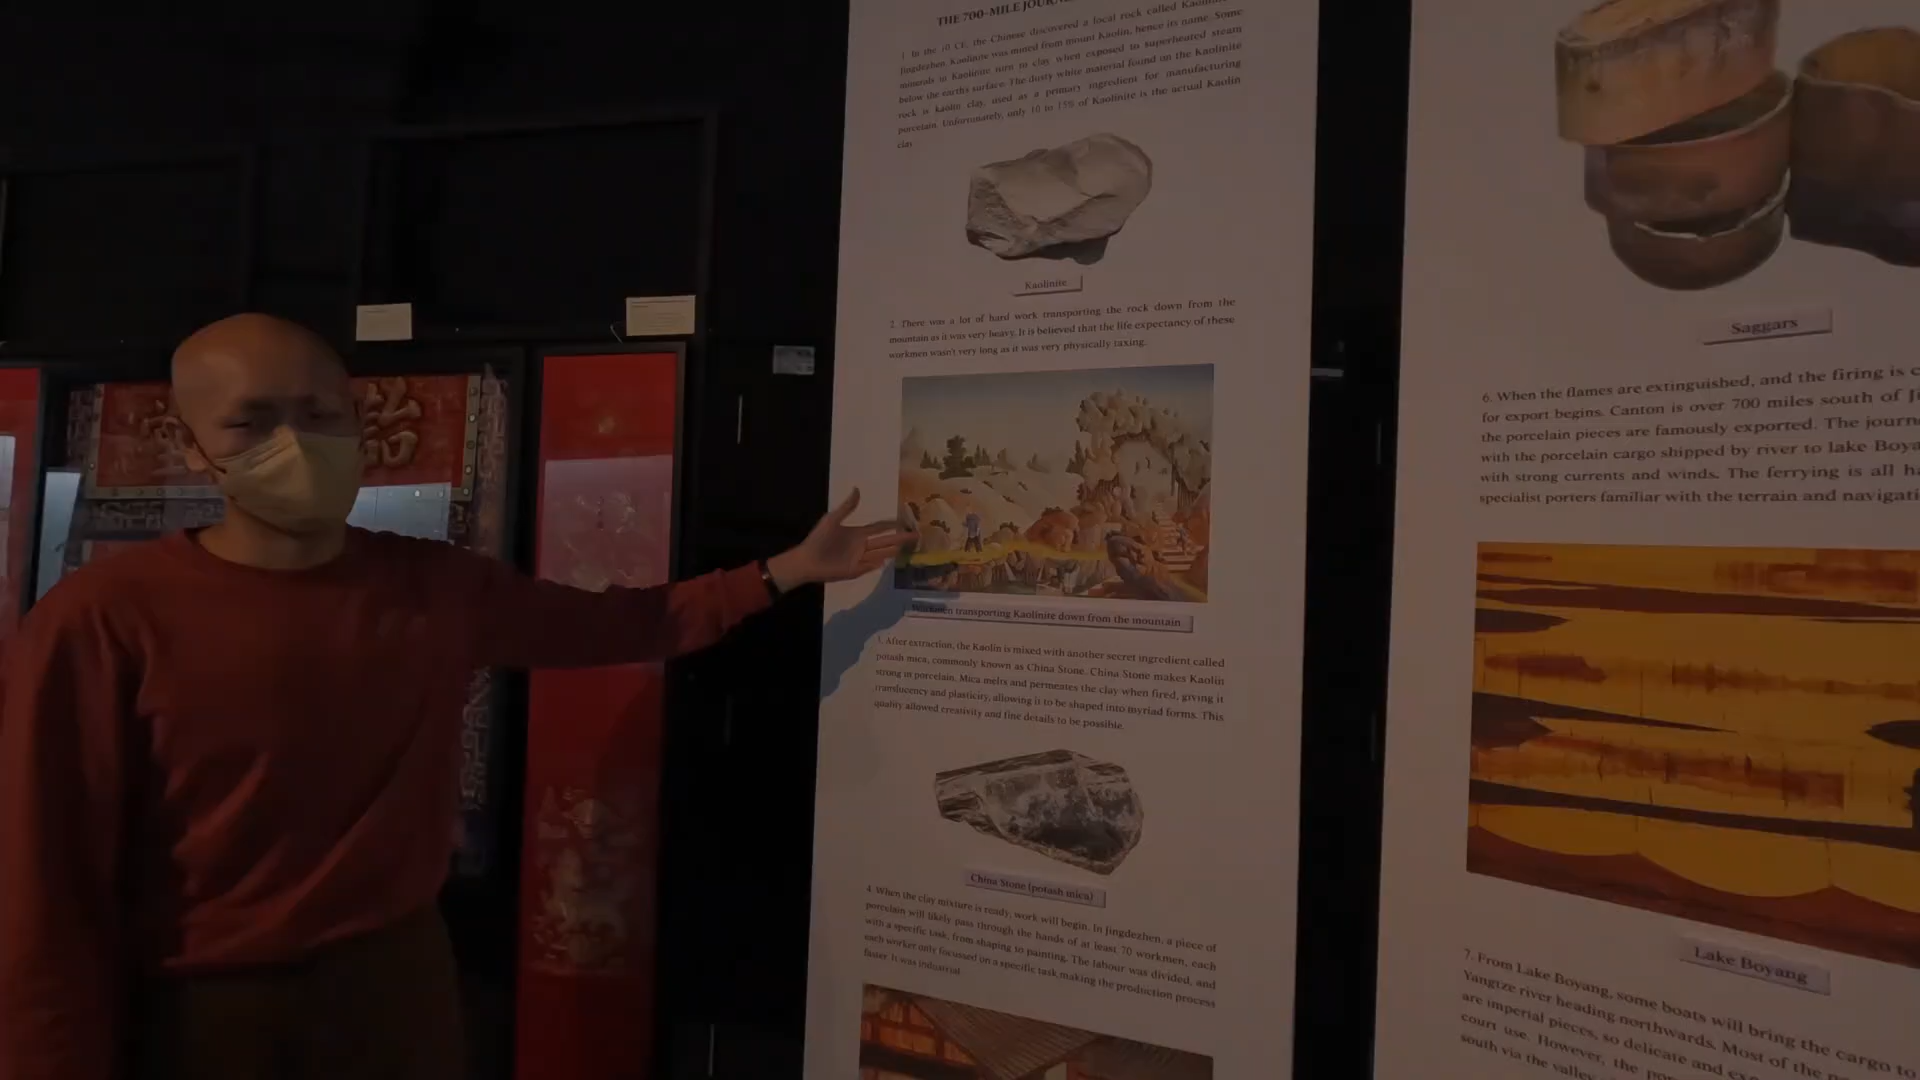 THE 700-MILE
1. In the 10 CE, the Chinese discovered a local rock called
Jingdezhen. Kaolinite was mined from mount Kaolin, hence its name. Some
minerals in Kaolinite turn to clay when exposed to superheated steam
below the earth's surface. The dusty white material found on the Kaolinite
rock is kaolin clay, used as a primary ingredient for manufacturing
porcelain. Unfortunately, only 10 to 15% of Kaolinite is the actual Kaolin
clay
Kaolinite
2. There was a lot of hard work transporting the rock down from the
mountain as it was very heavy. It is believed that the life expectancy of these
workmen wasn't very long as it was very physically taxing.
Workmen transporting Kaolinite down from the mountain
3. After extraction, the Kaolin is mixed with another secret ingredient called
potash mica, commonly known as China Stone. China Stone makes Kaolin
strong in porcelain. Mica melts and permeates the clay when fired, giving it
translucency and plasticity, allowing it to be shaped into myriad forms. This
quality allowed creativity and fine details to be possible.
China Stone (potash mica)
4. When the clay mixture is ready, work will begin. In Jingdezhen, a piece of
porcelain will likely pass through the hands of at least 70 workmen, each
with a specific task, from shaping to painting. The labour was divided, and
each worker only focussed on a specific task, making the production process
faster. It was industrial.
Saggars
6. When the flames are extinguished, and the firing is
for export begins. Canton is over 700 miles south of
the porcelain pieces are famously exported. The
with the porcelain cargo shipped by river to lake
with strong currents and winds. The ferrying is all
specialist porters familiar with the terrain and
Lake Boyang
7. From Lake Boyang, some boats will bring the cargo to
Yangtze river heading northwards. Most of the
are imperial pieces, so delicate and
court use. However, the
south via the valley